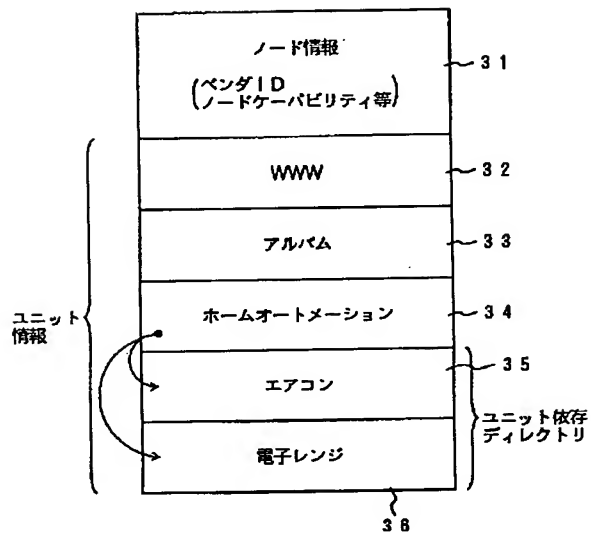 ノード情報
31
(ベンダID
ノードケーパビリティ等)
WWW
32
アルバム
33
ユニット
情報
ホームオートメーション
34
35
エアコン
ユニット依存
ディレクトリ
電子レンジ
36